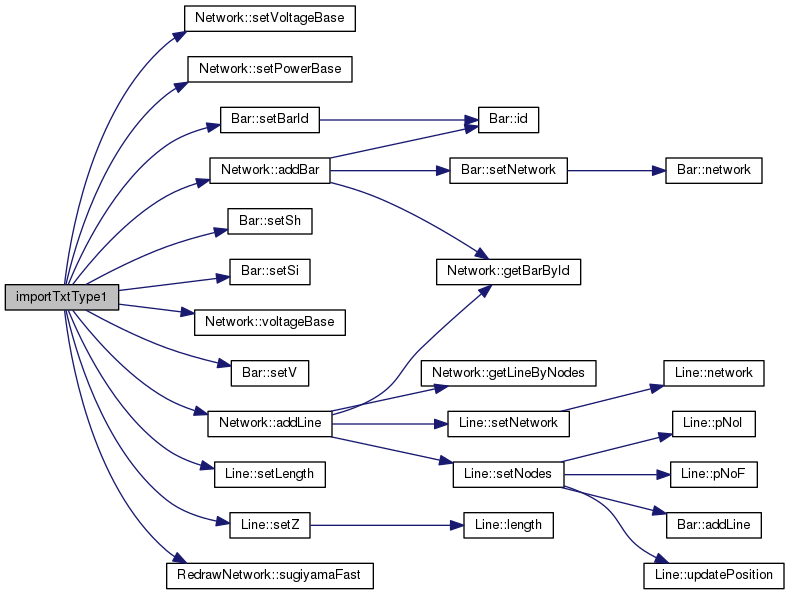 importTxtType1
Network::setVoltageBase
Network::setPowerBase
Bar::setBarId
Network::addBar
Bar::setSh
Bar::setSi
Network::voltageBase
Bar::setV
Network::addLine
Line::setLength
Line::setZ
RedrawNetwork::sugiyamaFast
Bar::id
Bar::setNetwork
Network::getBarById
Network::getLineByNodes
Line::setNetwork
Line::setNodes
Line::length
Bar::network
Line::network
Line::pNoI
Line::pNoF
Bar::addLine
Line::updatePosition